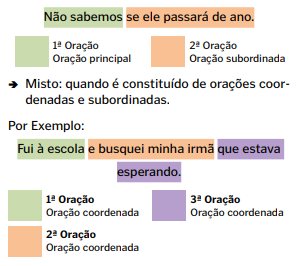 Não sabemos se ele passará de ano.
1ª Oração
Oração principal
2ª Oração
Oração subordinada
➔ Misto: quando é constituído de orações coor-
denadas e subordinadas.
Por Exemplo:
Fui à escola e busquei minha irmã que estava
esperando.
1ª Oração
Oração coordenada
3ª Oração
Oração coordenada
2ª Oração
Oração coordenada